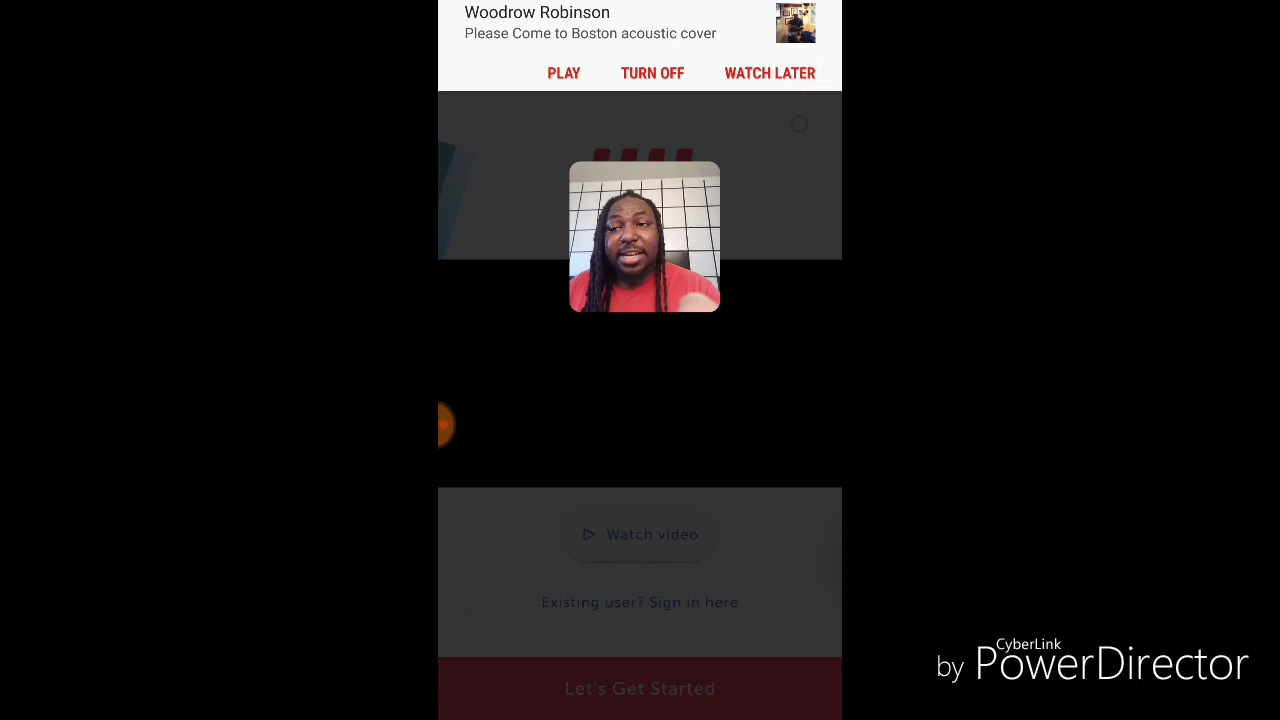 Woodrow Robinson
Please Come to Boston acoustic cover
PLAY TURN OFF WATCH LATER
Watch video
Existing user? Sign in here
Let's Get Started
CyberLink
by PowerDirector